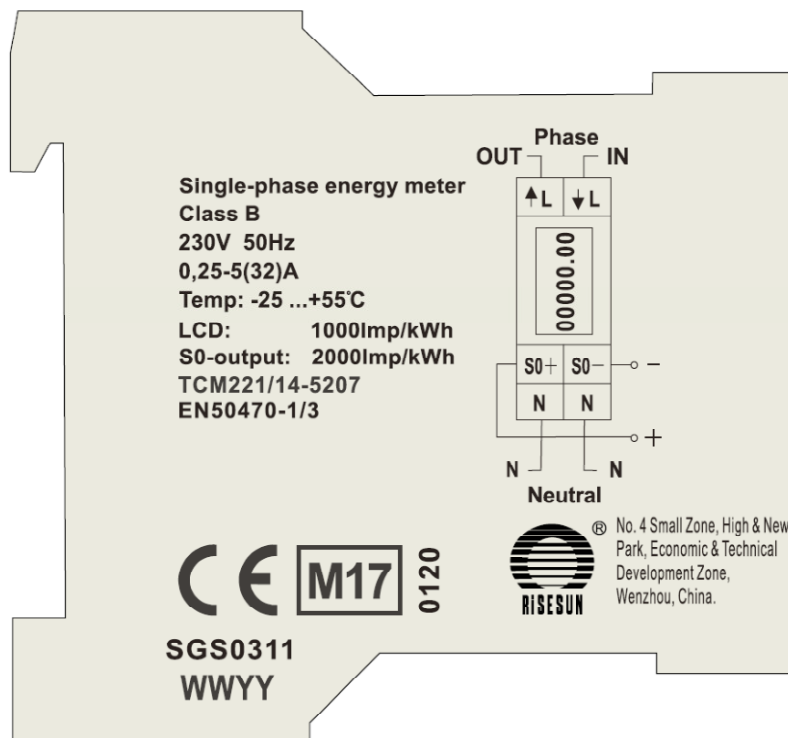 Single-phase energy meter
Class B
230V 50Hz
0,25-5(32)A
Temp: -25 ...+55℃
LCD: 1000Imp/kWh
S0-output: 2000Imp/kWh
TCM221/14-5207
EN50470-1/3
Phase
OUT IN
L L
00000.00
S0+ S0- -
N N
+
N N
Neutral
CE M17 0120
SGS0311
WWYY
RiSESUN ®
No. 4 Small Zone, High & New
Park, Economic & Technical
Development Zone,
Wenzhou, China.